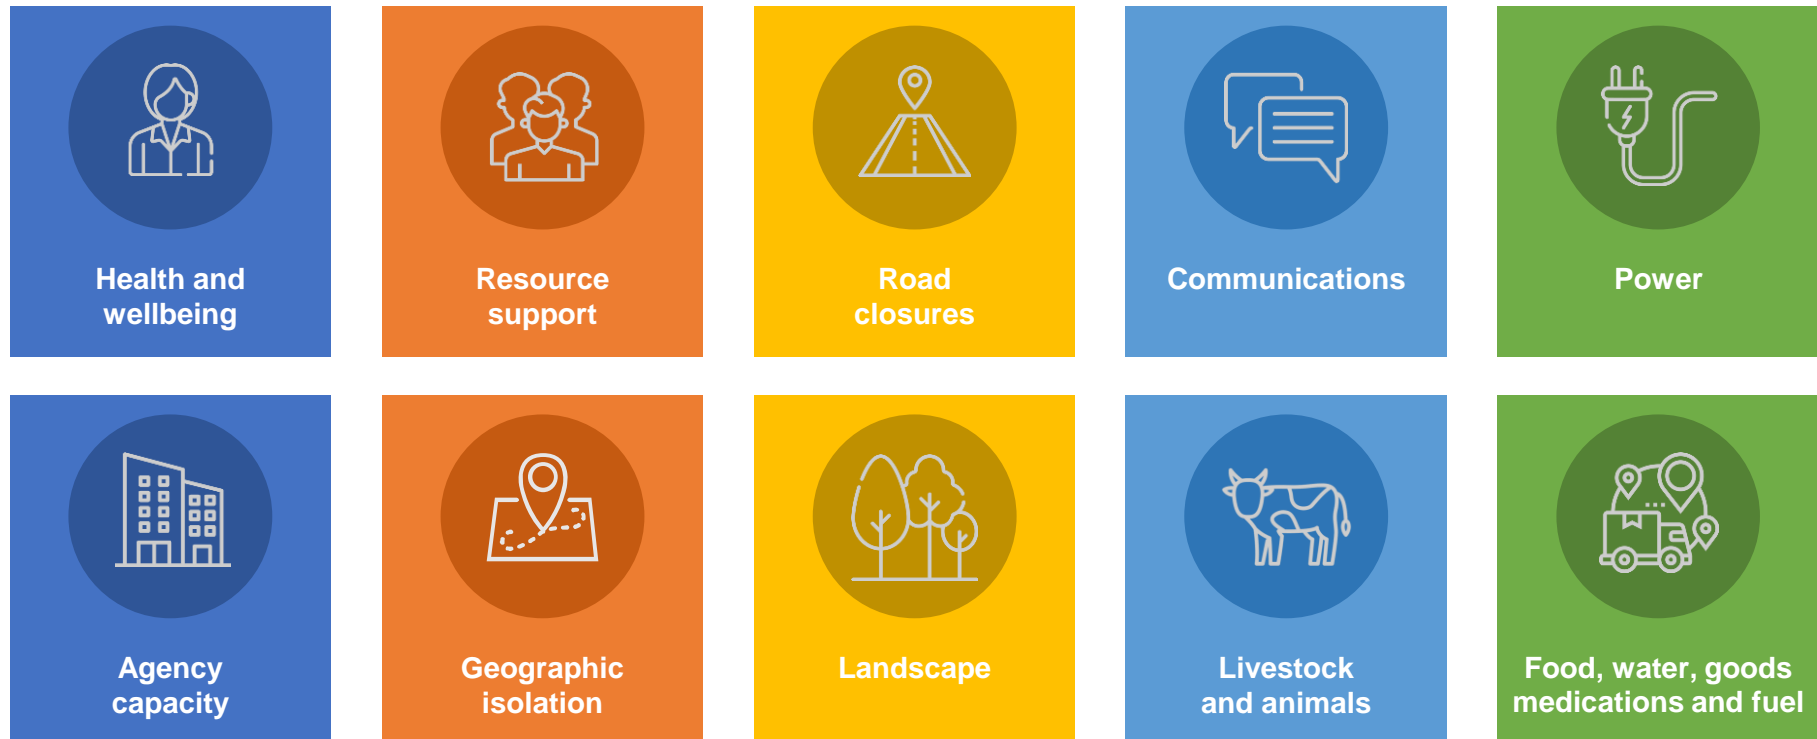 Health and
wellbeing
Resource
support
Road
closures
Communications
Power
Agency
capacity
Geographic
isolation
Landscape
Livestock
and animals
Food, water, goods
medications and fuel